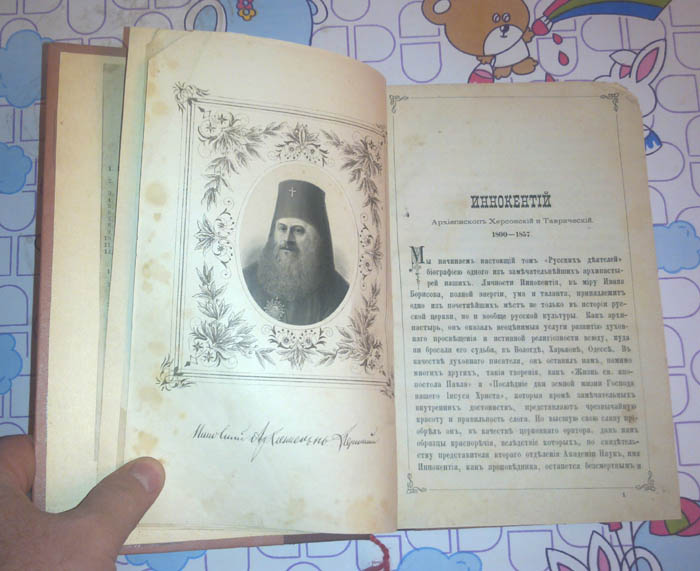 Иннокентій Архіепископъ
ИННОКЕНТІЙ
Архіепископъ Херсонскій и Таврическій.
1800—1857.
Мы начинаемъ настоящій томъ «Русскихъ дѣятелей»
біографіею одного изъ замѣчательнѣйшихъ архипасты-
рей нашихъ. Личности Иннокентія, въ міру Ивана
Борисова, полной энергіи, ума и таланта, принадлежитъ
одно изъ почетнѣйшихъ мѣстъ не только въ исторіи рус-
ской церкви, но и вообще русской культуры. Какъ архи-
пастырь, онъ оказалъ неоцѣнимыя услуги развитію духов-
наго просвѣщенія и истинной религіозности всюду, куда
ни бросали его судьба, въ Вологдѣ, Харьковѣ, Одессѣ. Въ
качествѣ духовнаго писателя, онъ оставилъ намъ, помимо
многихъ другихъ, такія творенія, какъ «Жизнь св. апо-
постола Павла» и «Послѣдніе дни земной жизни Господа
нашего Іисуса Христа», которыя кромѣ замѣчательныхъ
внутреннихъ достоинствъ, представляютъ чрезвычайную
красоту и правильность слога. Но высшую свою славу прі-
обрѣлъ онъ, въ качествѣ церковнаго оратора, давъ намъ
образцы краснорѣчія, вслѣдствіе которыхъ, по свидѣтель-
ству представителя втораго отдѣленія Академіи Наукъ, имя
Иннокентія, какъ проповѣдника, останется безсмертнымъ и
1